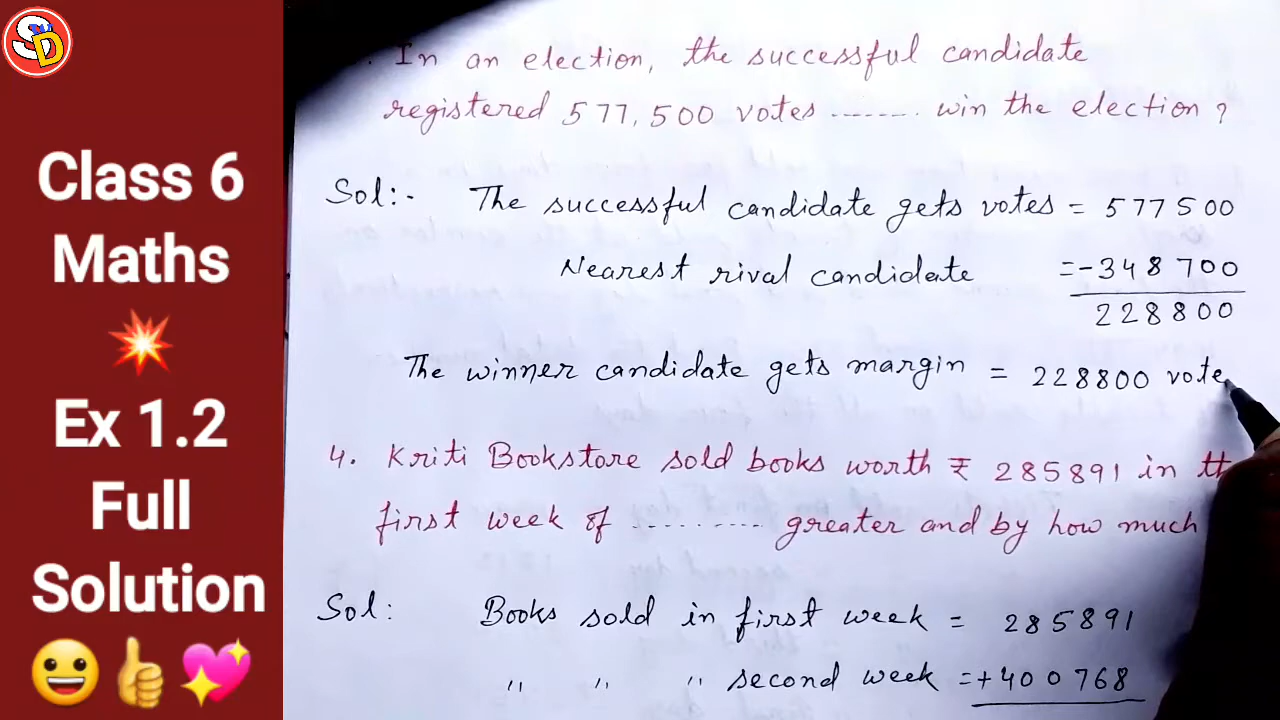 SD
Class 6
Maths
Ex 1.2
Full
Solution
In an election, the successful candidate
registered 577,500 votes ........ win the election ?
Sol:- The successful candidate gets votes = 577500
Nearest rival candidate = - 348700
228800
The winner candidate gets margin = 228800 vote
4. Kriti Bookstore sold books worth ₹ 285891 in
first week of .......... greater and by how much
Sol: Books sold in first week = 285891
" " " second week = + 400768